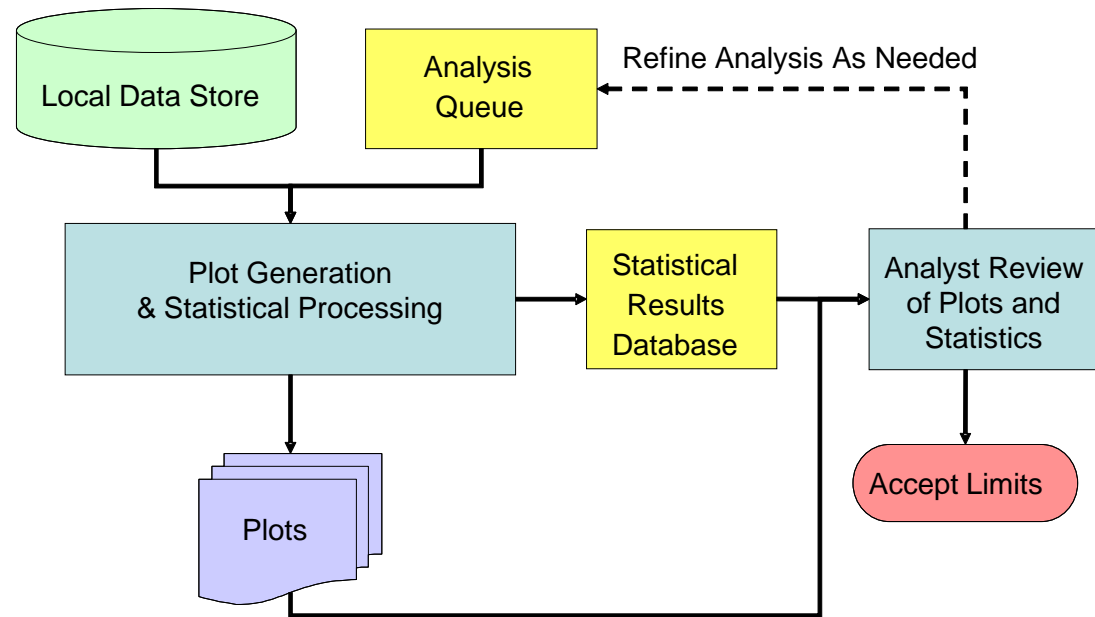 Local Data Store
Analysis
Queue
Refine Analysis As Needed
Plot Generation
& Statistical Processing
Statistical
Results
Database
Analyst Review
of Plots and
Statistics
Plots
Accept Limits